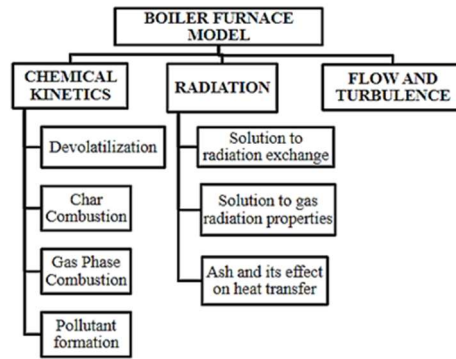 BOILER FURNACE
MODEL
CHEMICAL
KINETICS
RADIATION
FLOW AND
TURBULENCE
Devolatilization
Char
Combustion
Gas Phase
Combustion
Pollutant
formation
Solution to
radiation exchange
Solution to gas
radiation properties
Ash and its effect
on heat transfer